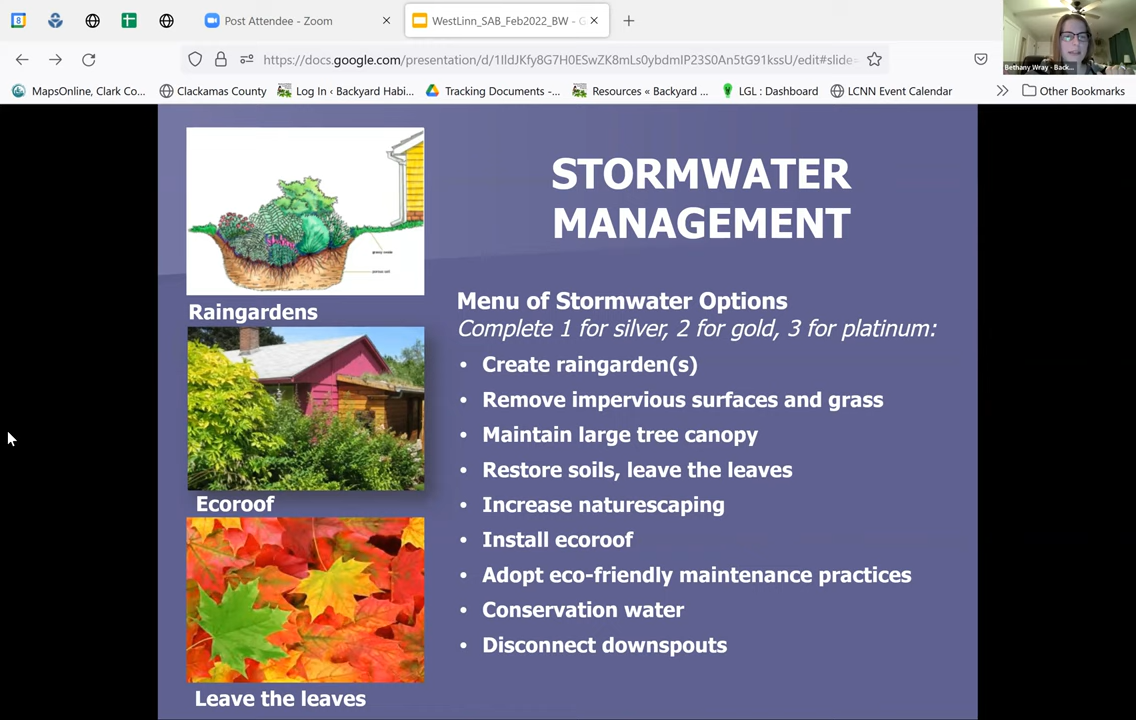 Post Attendee - Zoom
WestLinn_SAB_Feb2022_BW - G
https://docs.google.com/presentation/d/1IldJKfy8G7H0ESwZK8mLs0ybdmIP23S0An5tG91kssU/edit#slide=
MapsOnline, Clark Co...
Clackamas County
Log In ‹ Backyard Habi...
Tracking Documents -...
Resources « Backyard ...
LGL : Dashboard
LCNN Event Calendar
Other Bookmarks
Bethany Wray - Back...
STORMWATER
MANAGEMENT
Raingardens
Ecoroof
Leave the leaves
Menu of Stormwater Options
Complete 1 for silver, 2 for gold, 3 for platinum:
• Create raingarden(s)
• Remove impervious surfaces and grass
• Maintain large tree canopy
• Restore soils, leave the leaves
• Increase naturescaping
• Install ecoroof
• Adopt eco-friendly maintenance practices
• Conservation water
• Disconnect downspouts